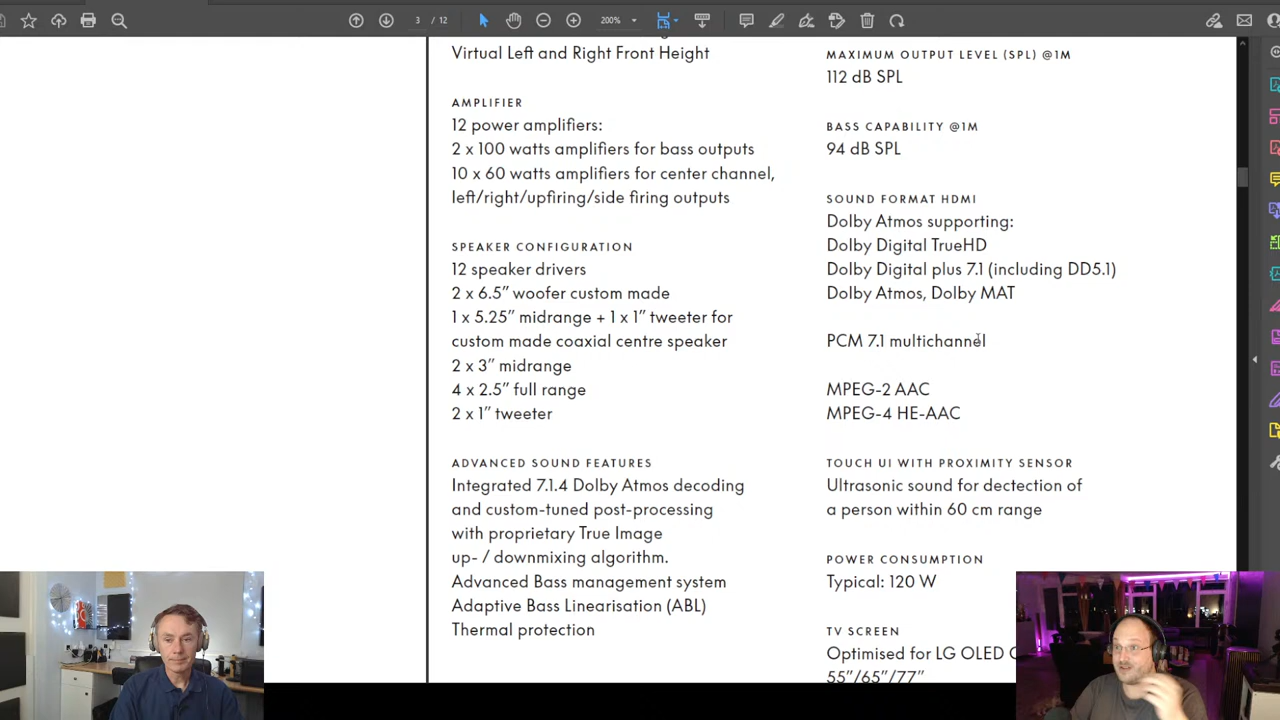 3 / 12
200%
Virtual Left and Right Front Height
AMPLIFIER
12 power amplifiers:
2 x 100 watts amplifiers for bass outputs
10 x 60 watts amplifiers for center channel,
left/right/upfiring/side firing outputs
SPEAKER CONFIGURATION
12 speaker drivers
2 x 6.5″ woofer custom made
1 x 5.25″ midrange + 1 x 1″ tweeter for
custom made coaxial centre speaker
2 x 3″ midrange
4 x 2.5″ full range
2 x 1″ tweeter
ADVANCED SOUND FEATURES
Integrated 7.1.4 Dolby Atmos decoding
and custom-tuned post-processing
with proprietary True Image
up- / downmixing algorithm.
Advanced Bass management system
Adaptive Bass Linearisation (ABL)
Thermal protection
MAXIMUM OUTPUT LEVEL (SPL) @1M
112 dB SPL
BASS CAPABILITY @1M
94 dB SPL
SOUND FORMAT HDMI
Dolby Atmos supporting:
Dolby Digital TrueHD
Dolby Digital plus 7.1 (including DD5.1)
Dolby Atmos, Dolby MAT
PCM 7.1 multichannel
MPEG-2 AAC
MPEG-4 HE-AAC
TOUCH UI WITH PROXIMITY SENSOR
Ultrasonic sound for dectection of
a person within 60 cm range
POWER CONSUMPTION
Typical: 120 W
TV SCREEN
Optimised for LG OLED
55″/65″/77″